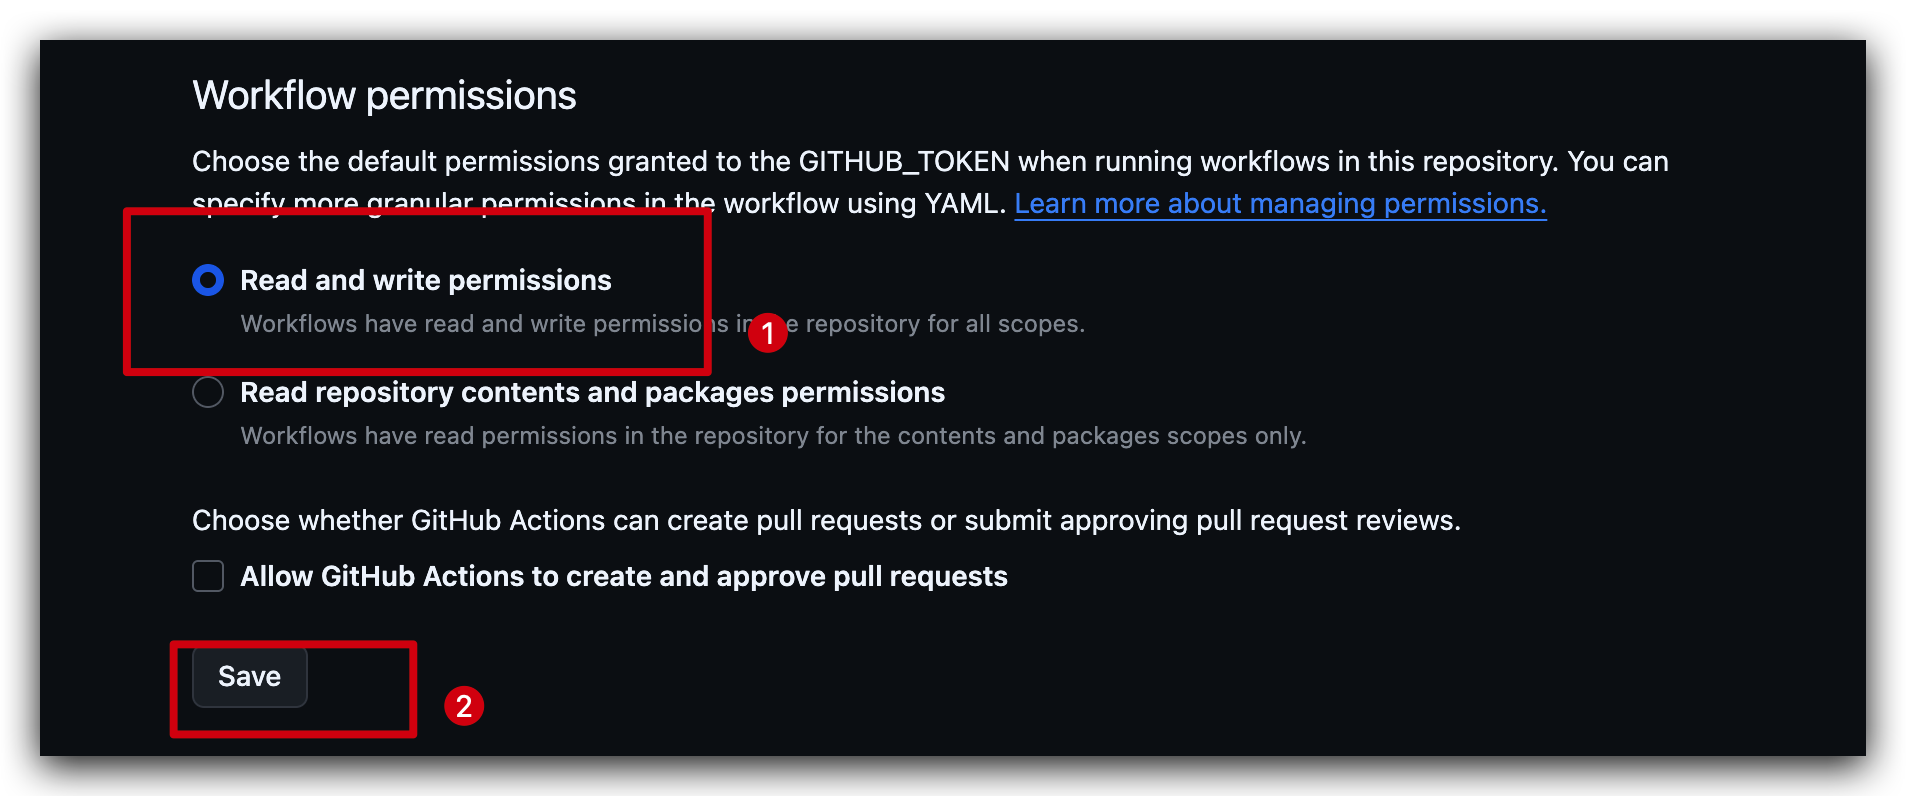 Workflow permissions
Choose the default permissions granted to the GITHUB_TOKEN when running workflows in this repository. You can
specify more granular permissions in the workflow using YAML. Learn more about managing permissions.
Read and write permissions
Workflows have read and write permissions in the repository for all scopes.
1
Read repository contents and packages permissions
Workflows have read permissions in the repository for the contents and packages scopes only.
Choose whether GitHub Actions can create pull requests or submit approving pull request reviews.
Allow GitHub Actions to create and approve pull requests
Save
2